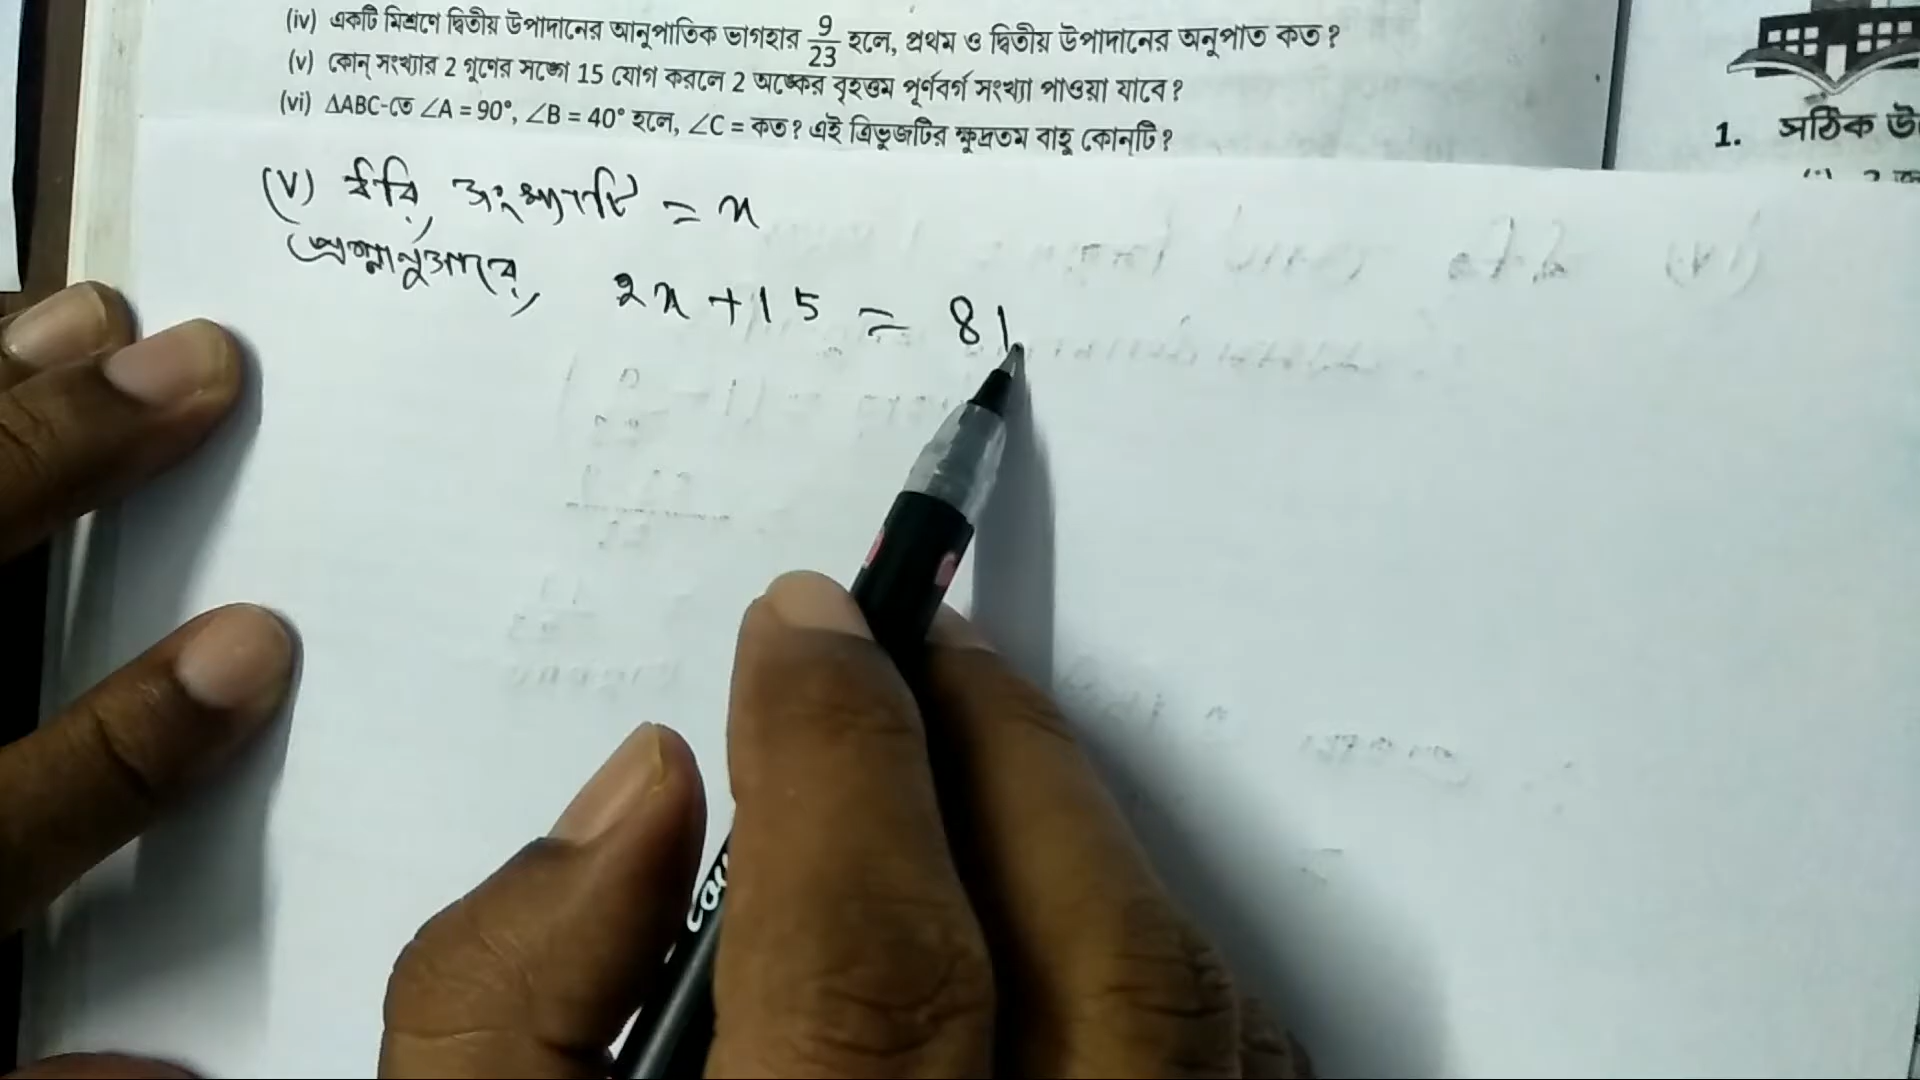 (iv) একটি মিশ্রণে দ্বিতীয় উপাদানের আনুপাতিক ভাগহার 9/23 হলে, প্রথম ও দ্বিতীয় উপাদানের অনুপাত কত?
(v) কোন্ সংখ্যার 2 গুণের সঙ্গে 15 যোগ করলে 2 অঙ্কের বৃহত্তম পূর্ণবর্গ সংখ্যা পাওয়া যাবে?
(vi) ΔABC-তে ∠A = 90°, ∠B = 40° হলে, ∠C = কত? এই ত্রিভুজটির ক্ষুদ্রতম বাহু কোন্‌টি?
1. সঠিক উ
(v) ধরি, সংখ্যাটি = x
প্রশ্নানুসারে, 2x + 15 = 81